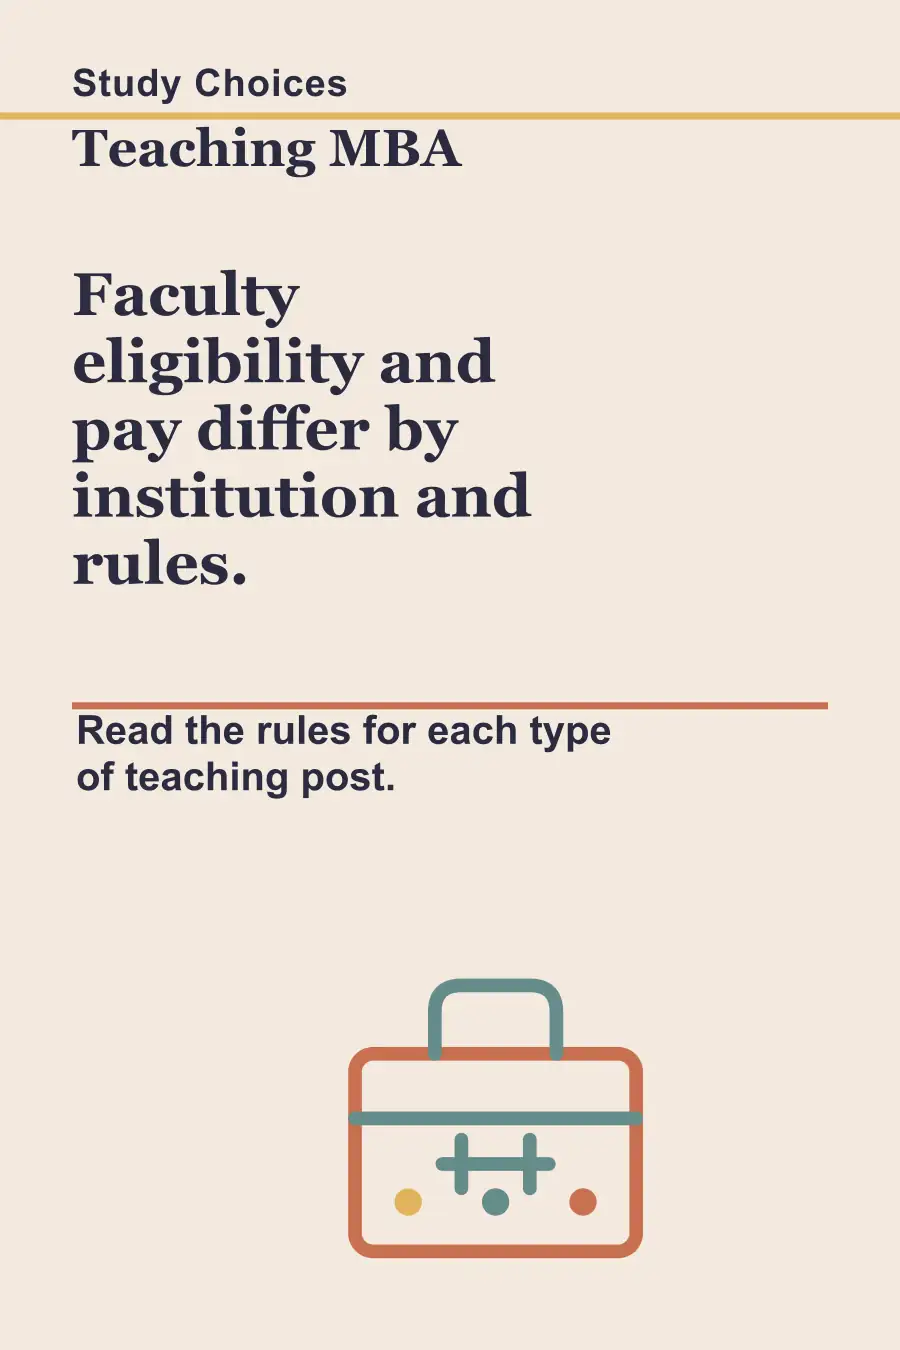 Study Choices
Teaching MBA
Faculty
eligibility and
pay differ by
institution and
rules.
Read the rules for each type
of teaching post.